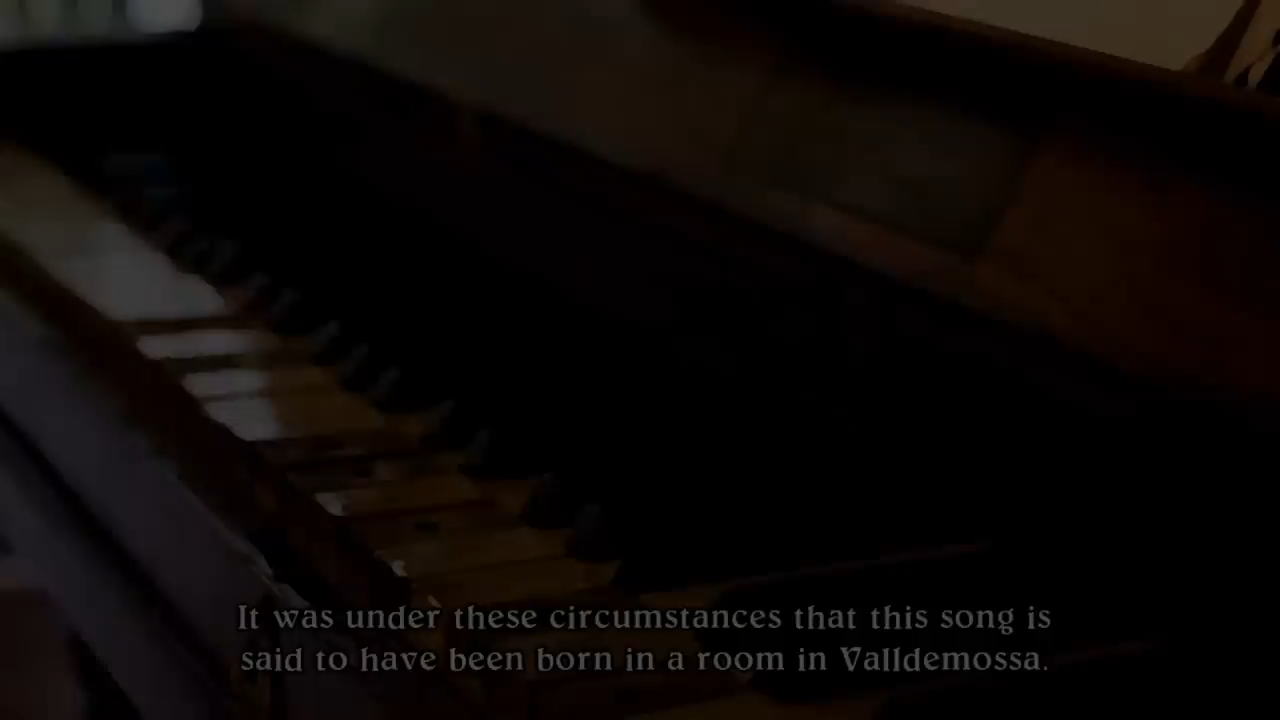 It was under these circumstances that this song is
said to have been born in a room in Valldemossa.